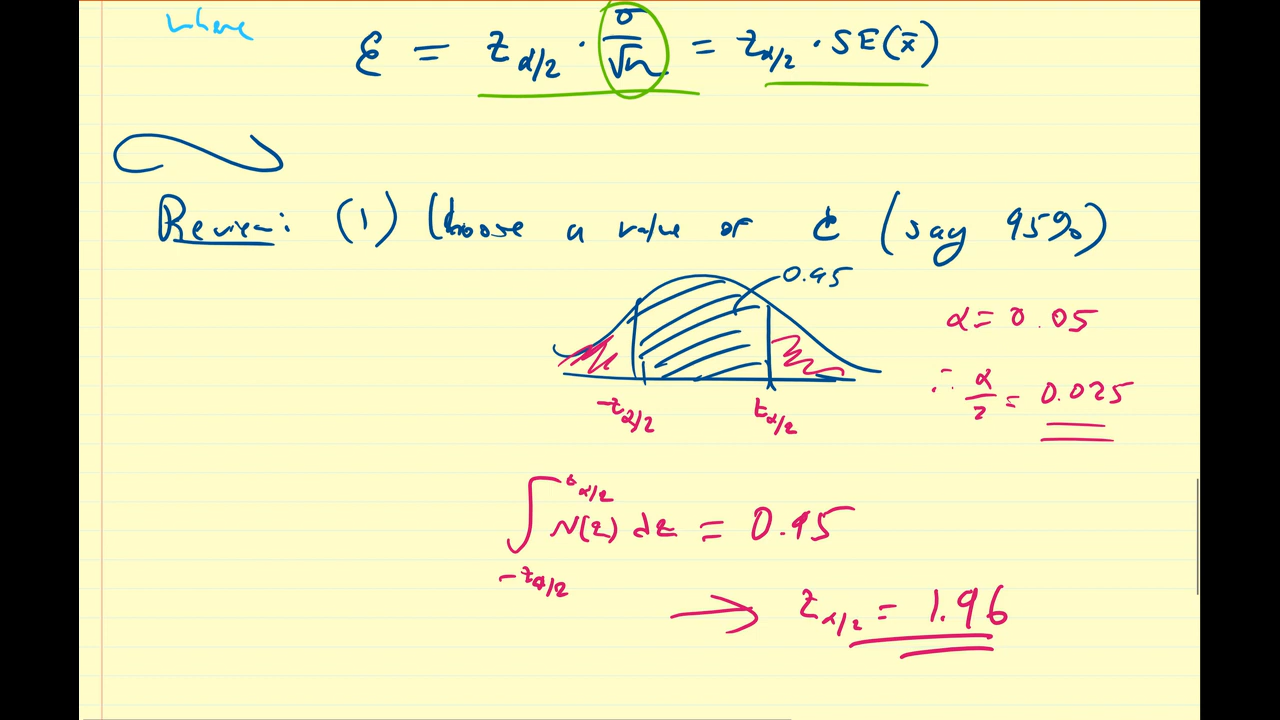 where
ε = z_{α/2} · σ/√n = z_{α/2} · SE(x̄)
Review: (1) Choose a value of c (say 95%)
0.95
α = 0.05
∴ α/2 = 0.025
-z_{α/2} z_{α/2}
∫_{-z_{α/2}}^{z_{α/2}} N(z) dz = 0.95
→ z_{α/2} = 1.96